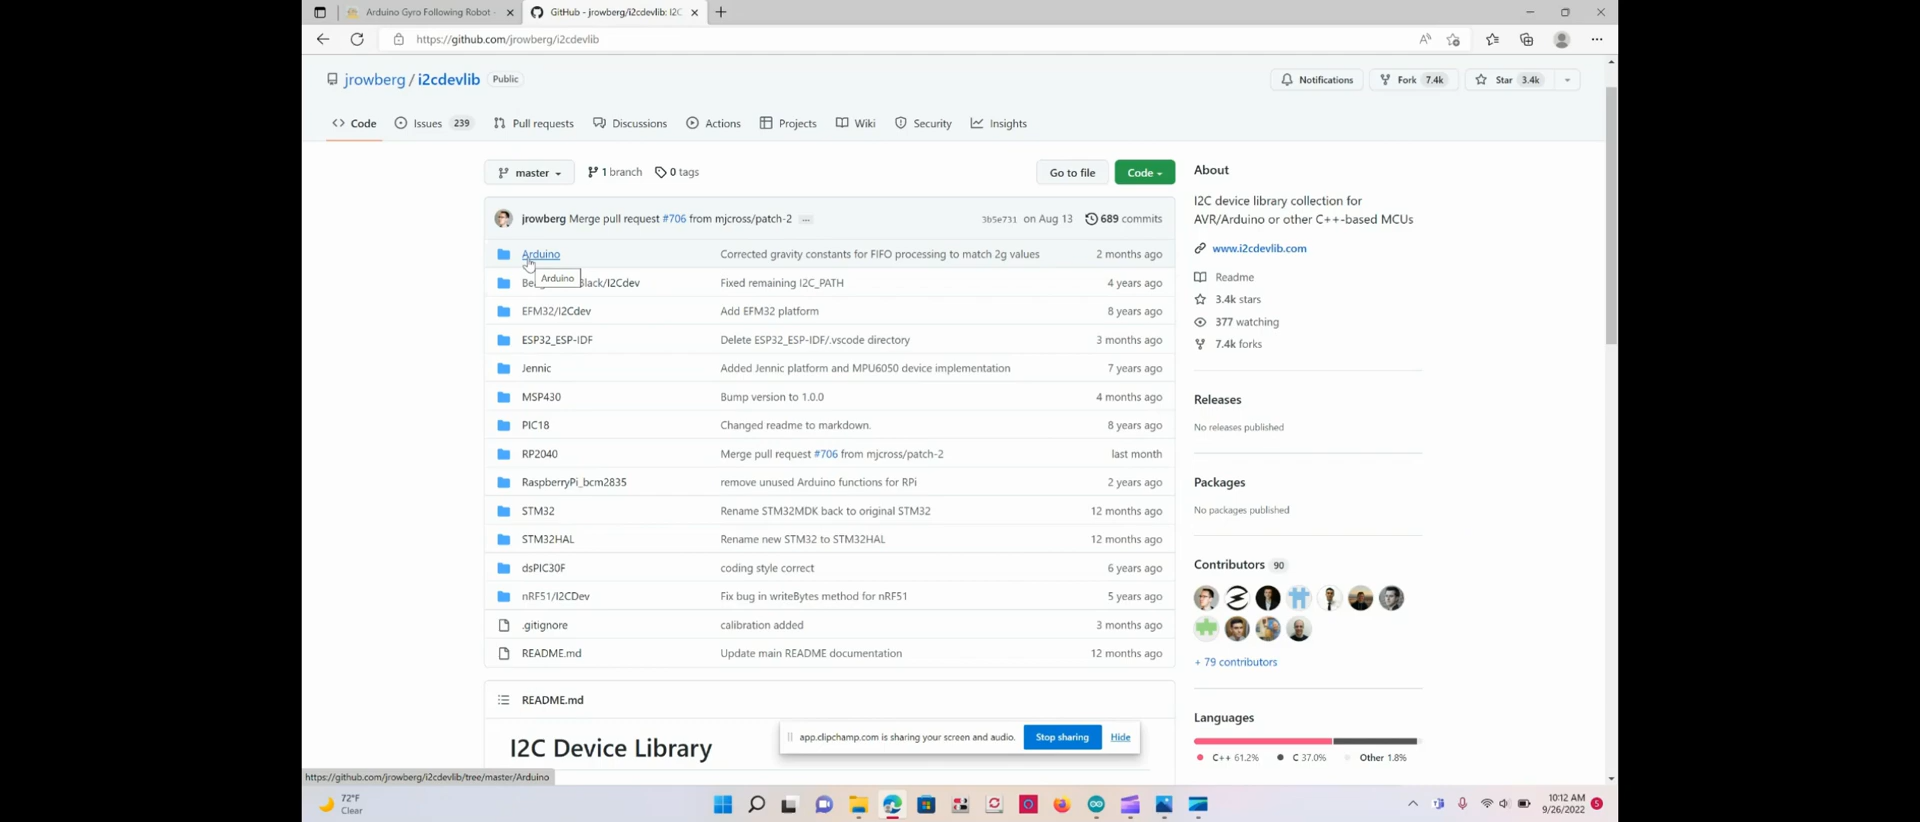 Arduino Gyro Following Robot -
GitHub - jrowberg/i2cdevlib: I2C
https://github.com/jrowberg/i2cdevlib
jrowberg / i2cdevlib Public
Notifications
Fork 7.4k
Star 3.4k
Code
Issues 239
Pull requests
Discussions
Actions
Projects
Wiki
Security
Insights
master
1 branch
0 tags
Go to file
Code
jrowberg Merge pull request #706 from mjcross/patch-2 ...
3b5e731 on Aug 13
689 commits
Arduino Corrected gravity constants for FIFO processing to match 2g values 2 months ago
Arduino
Black/I2Cdev Fixed remaining I2C_PATH 4 years ago
EFM32/I2Cdev Add EFM32 platform 8 years ago
ESP32_ESP-IDF Delete ESP32_ESP-IDF/.vscode directory 3 months ago
Jennic Added Jennic platform and MPU6050 device implementation 7 years ago
MSP430 Bump version to 1.0.0 4 months ago
PIC18 Changed readme to markdown. 8 years ago
RP2040 Merge pull request #706 from mjcross/patch-2 last month
RaspberryPi_bcm2835 remove unused Arduino functions for RPi 2 years ago
STM32 Rename STM32MDK back to original STM32 12 months ago
STM32HAL Rename new STM32 to STM32HAL 12 months ago
dsPIC30F coding style correct 6 years ago
nRF51/I2CDev Fix bug in writeBytes method for nRF51 5 years ago
.gitignore calibration added 3 months ago
README.md Update main README documentation 12 months ago
README.md
I2C Device Library
About
I2C device library collection for
AVR/Arduino or other C++-based MCUs
www.i2cdevlib.com
Readme
3.4k stars
377 watching
7.4k forks
Releases
No releases published
Packages
No packages published
Contributors 90
+ 79 contributors
Languages
C++ 61.2% C 37.0% Other 1.8%
app.clipchamp.com is sharing your screen and audio. Stop sharing Hide
https://github.com/jrowberg/i2cdevlib/tree/master/Arduino
72°F
Clear
10:12 AM
9/26/2022
5